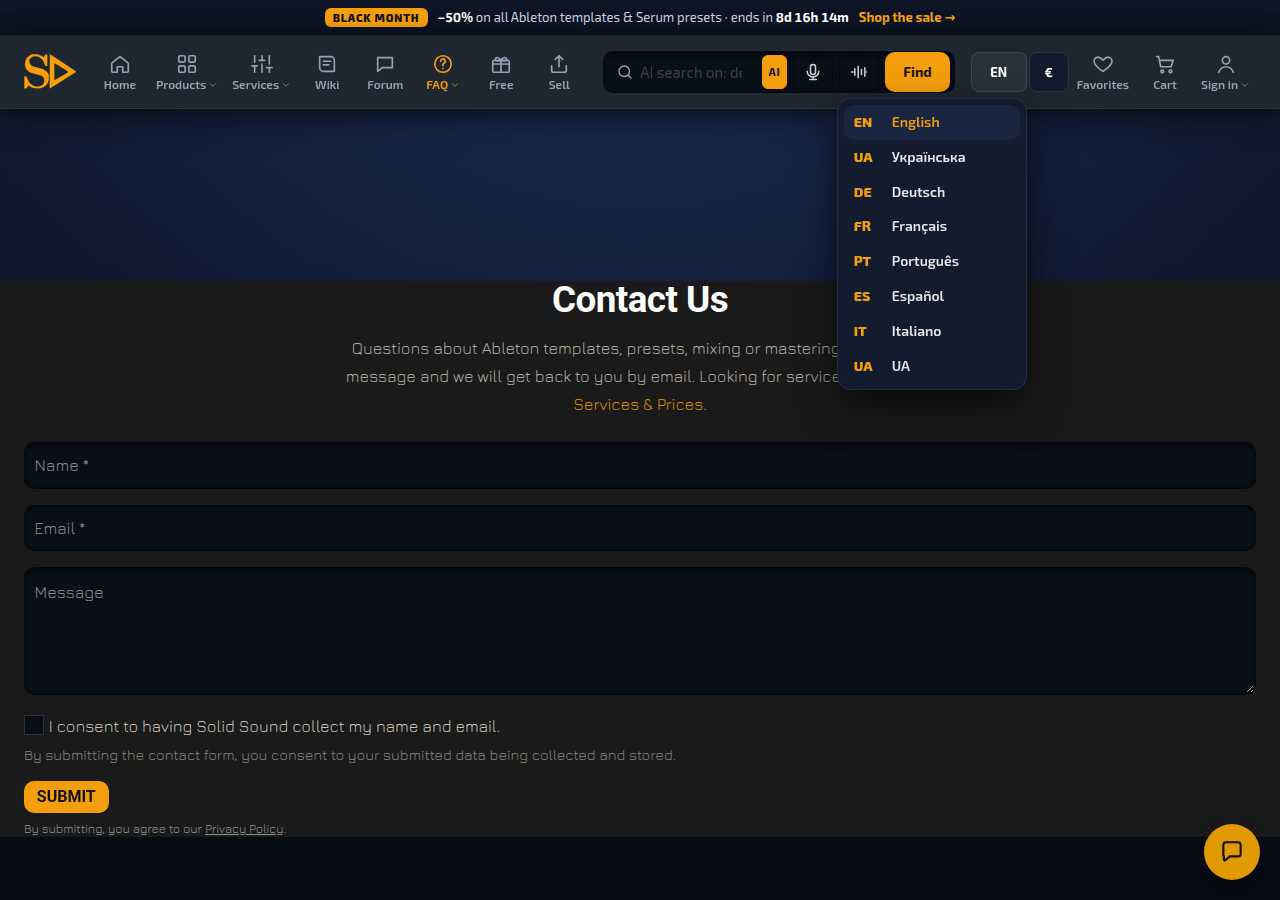 BLACK MONTH −50% on all Ableton templates & Serum presets · ends in 8d 16h 14m Shop the sale →
Home
Products
Services
Wiki
Forum
FAQ
Free
Sell
AI search on: dr
AI
Find
EN
€
Favorites
Cart
Sign in
EN English
UA Українська
DE Deutsch
FR Français
PT Português
ES Español
IT Italiano
UA UA
Contact Us
Questions about Ableton templates, presets, mixing or mastering
message and we will get back to you by email. Looking for service
Services & Prices.
Name *
Email *
Message
I consent to having Solid Sound collect my name and email.
By submitting the contact form, you consent to your submitted data being collected and stored.
SUBMIT
By submitting, you agree to our Privacy Policy.